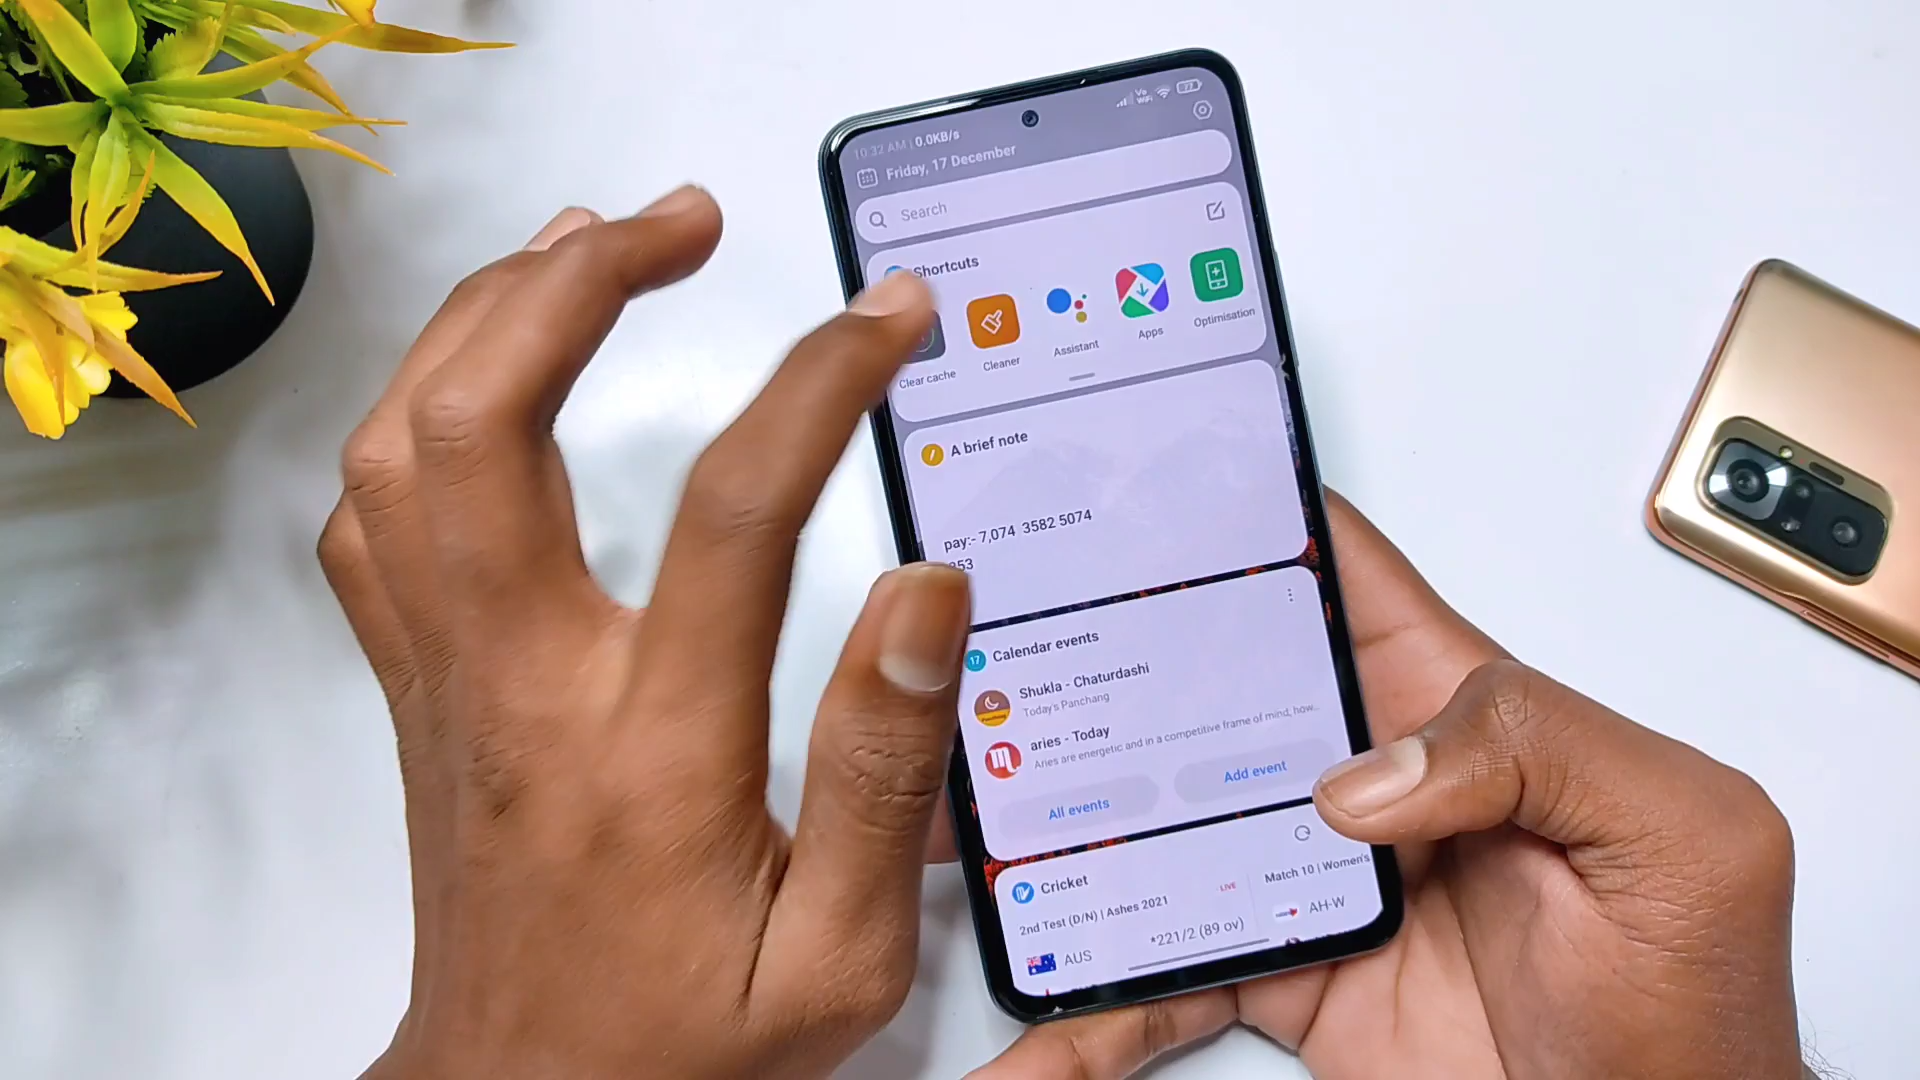 10:32 AM | 0.0KB/s
Vo
WiFi
Friday, 17 December
Search
Shortcuts
Clear cache
Cleaner
Assistant
Apps
Optimisation
A brief note
pay:- 7,074 3582 5074
353
17
Calendar events
Shukla - Chaturdashi
Today's Panchang
aries - Today
Aries are energetic and in a competitive frame of mind, how...
All events
Add event
Cricket
2nd Test (D/N) | Ashes 2021
LIVE
Match 10 | Women's
AUS
*221/2 (89 ov)
AH-W